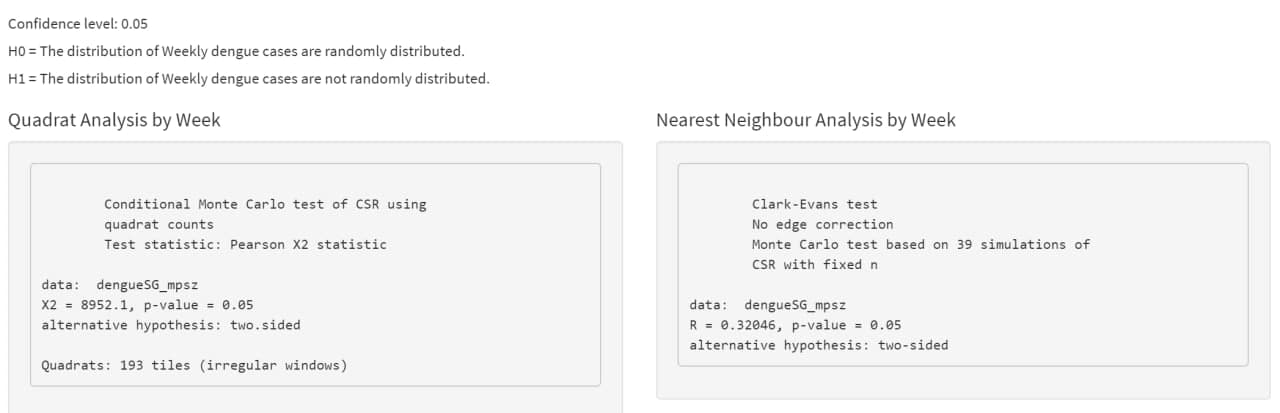 Confidence level: 0.05
H0 = The distribution of Weekly dengue cases are randomly distributed.
H1 = The distribution of Weekly dengue cases are not randomly distributed.
Quadrat Analysis by Week
Conditional Monte Carlo test of CSR using
quadrat counts
Test statistic: Pearson X2 statistic
data: dengueSG_mpsz
X2 = 8952.1, p-value = 0.05
alternative hypothesis: two.sided
Quadrats: 193 tiles (irregular windows)
Nearest Neighbour Analysis by Week
Clark-Evans test
No edge correction
Monte Carlo test based on 39 simulations of
CSR with fixed n
data: dengueSG_mpsz
R = 0.32046, p-value = 0.05
alternative hypothesis: two-sided